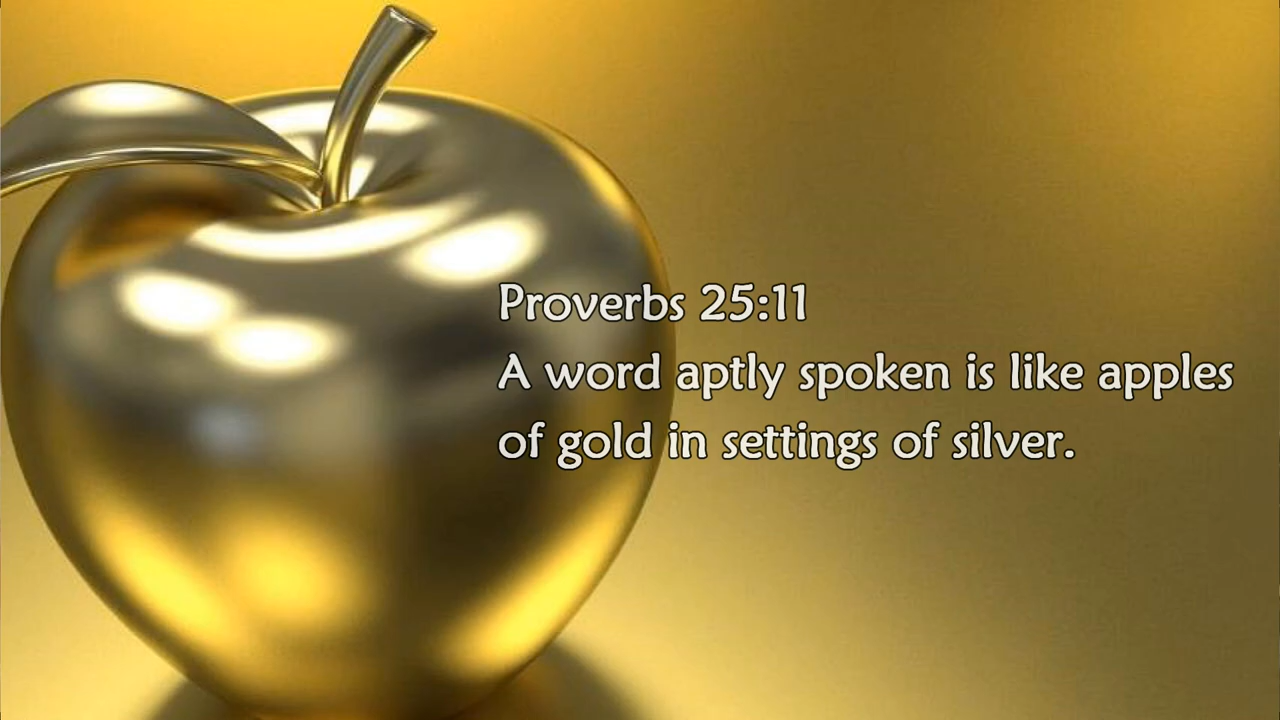 Proverbs 25:11
A word aptly spoken is like apples
of gold in settings of silver.